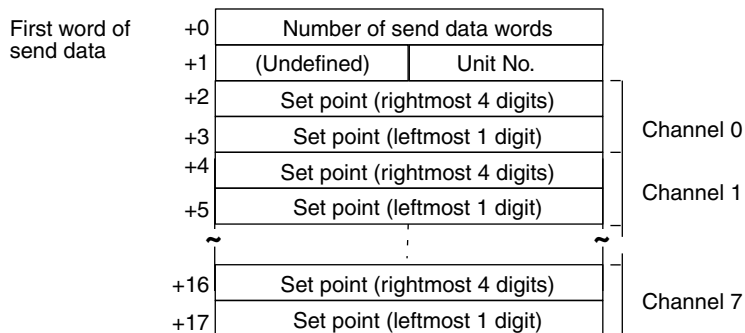 First word of
send data
+0 Number of send data words
+1 (Undefined) Unit No.
+2 Set point (rightmost 4 digits)
+3 Set point (leftmost 1 digit)
Channel 0
+4 Set point (rightmost 4 digits)
+5 Set point (leftmost 1 digit)
Channel 1
~ ~
+16 Set point (rightmost 4 digits)
+17 Set point (leftmost 1 digit)
Channel 7